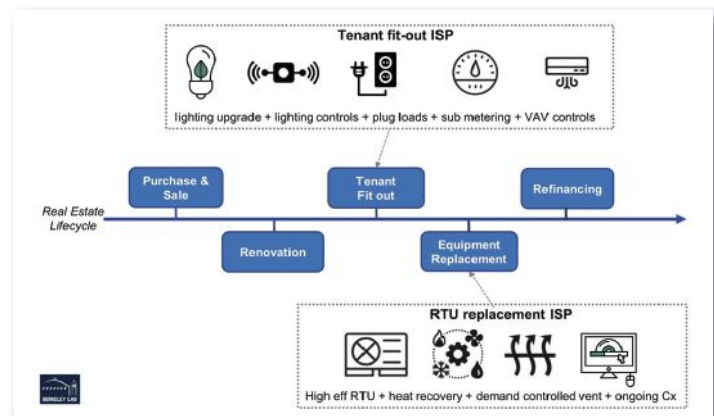 Tenant fit-out ISP
lighting upgrade + lighting controls + plug loads + sub metering + VAV controls
Purchase &
Sale
Tenant
Fit out
Refinancing
Real Estate
Lifecycle
Renovation
Equipment
Replacement
RTU replacement ISP
High eff RTU + heat recovery + demand controlled vent + ongoing Cx
BERKELEY LAB